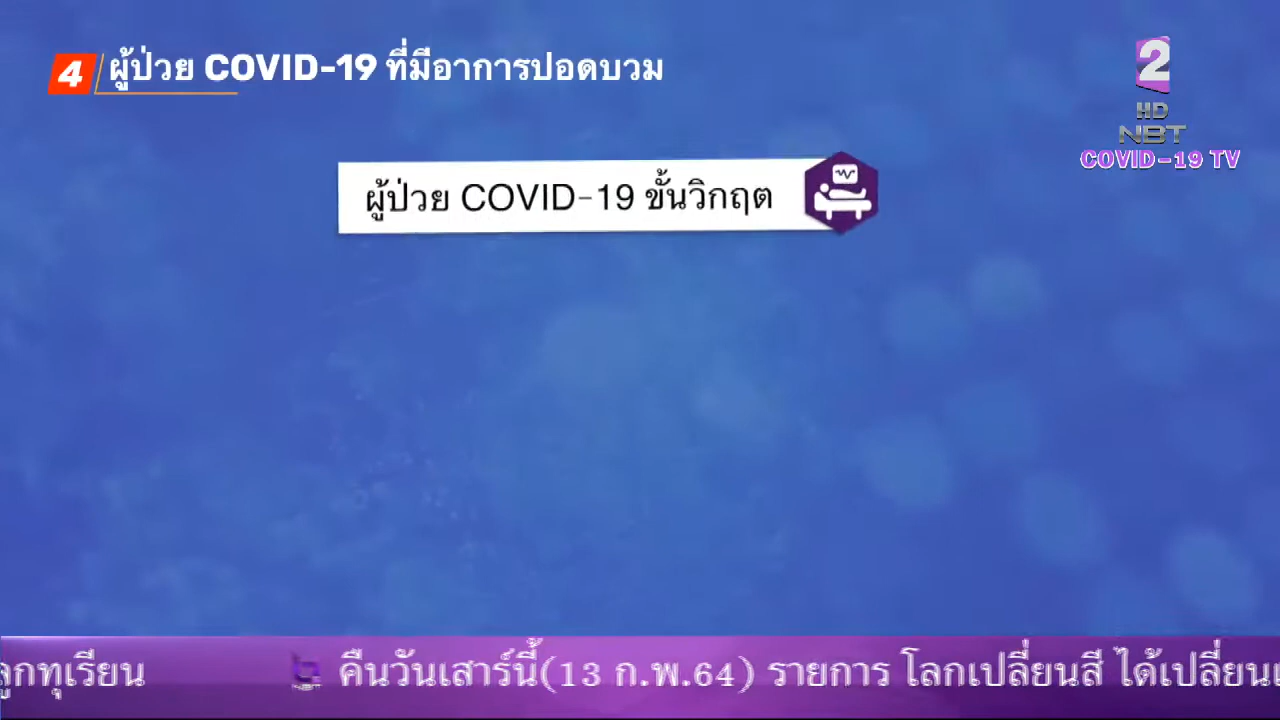 4 ผู้ป่วย COVID-19 ที่มีอาการปอดบวม
2
HD
NBT
COVID-19 TV
ผู้ป่วย COVID-19 ขั้นวิกฤต
ลูกทุเรียน คืนวันเสาร์นี้(13 ก.พ.64) รายการ โลกเปลี่ยนสี ได้เปลี่ยน